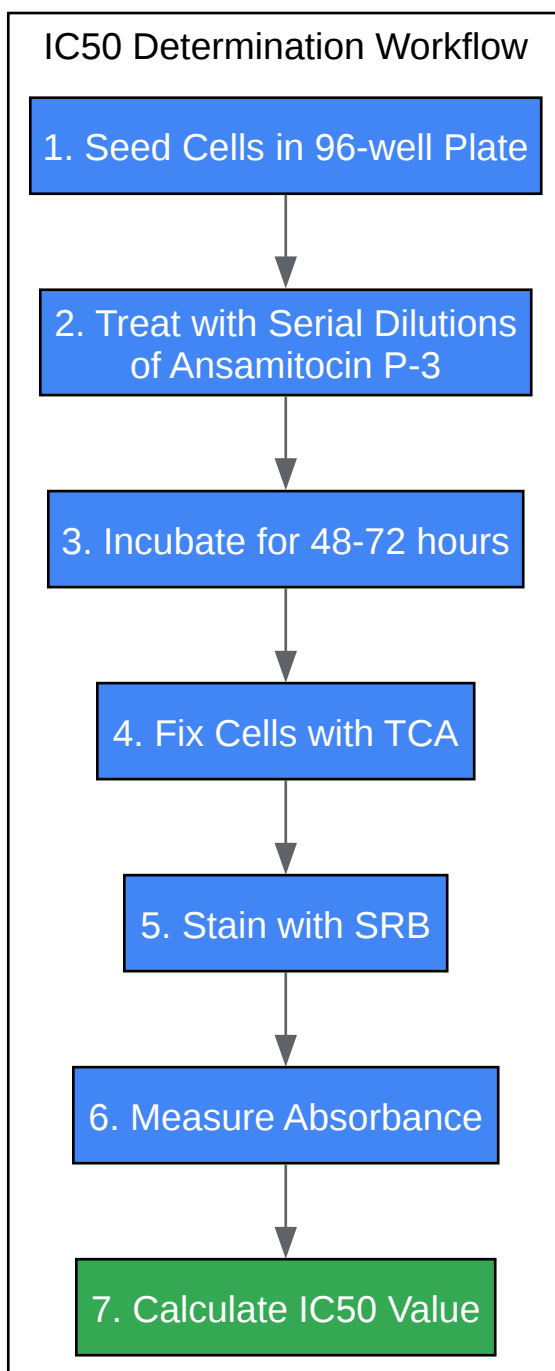 IC50 Determination Workflow
1. Seed Cells in 96-well Plate
2. Treat with Serial Dilutions
of Ansamitocin P-3
3. Incubate for 48-72 hours
4. Fix Cells with TCA
5. Stain with SRB
6. Measure Absorbance
7. Calculate IC50 Value